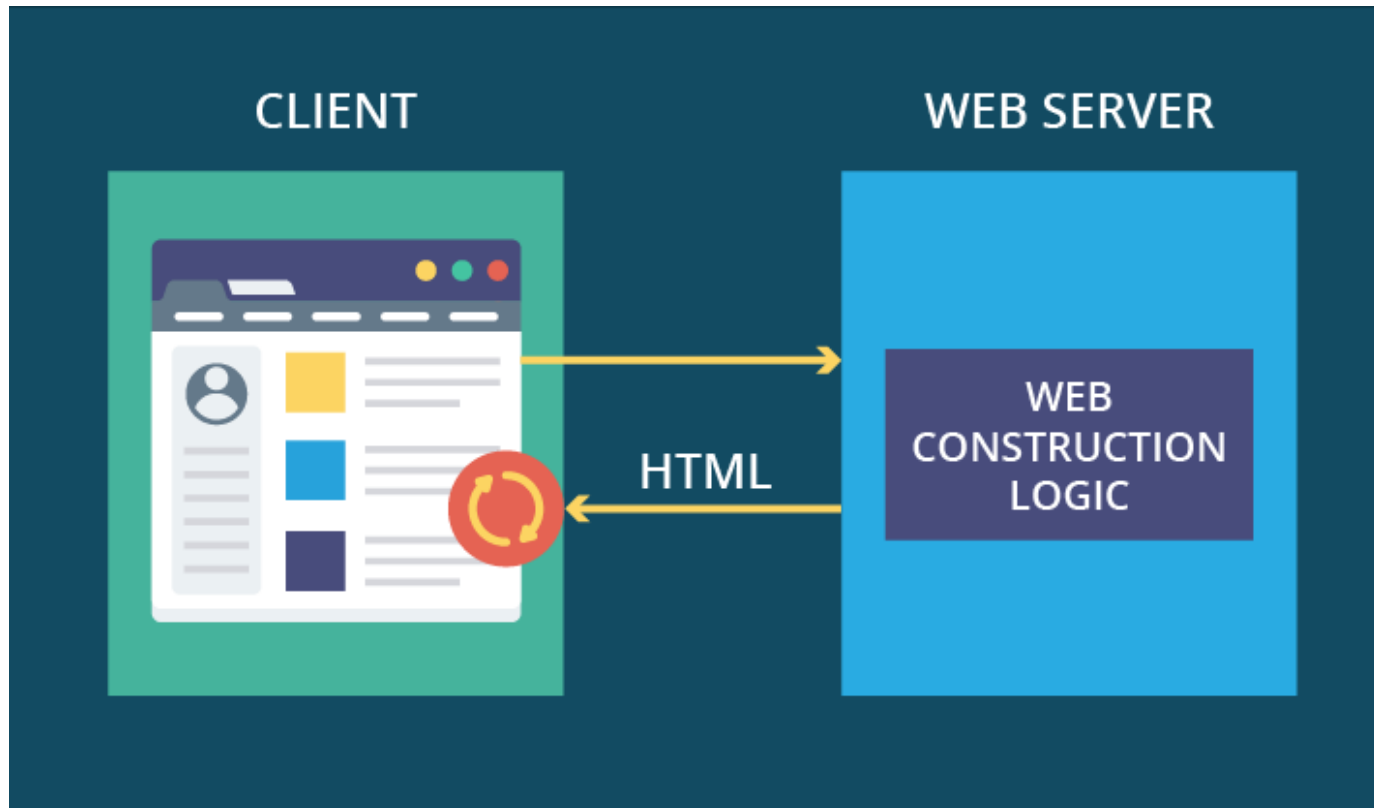 CLIENT
WEB SERVER
HTML
WEB
CONSTRUCTION
LOGIC